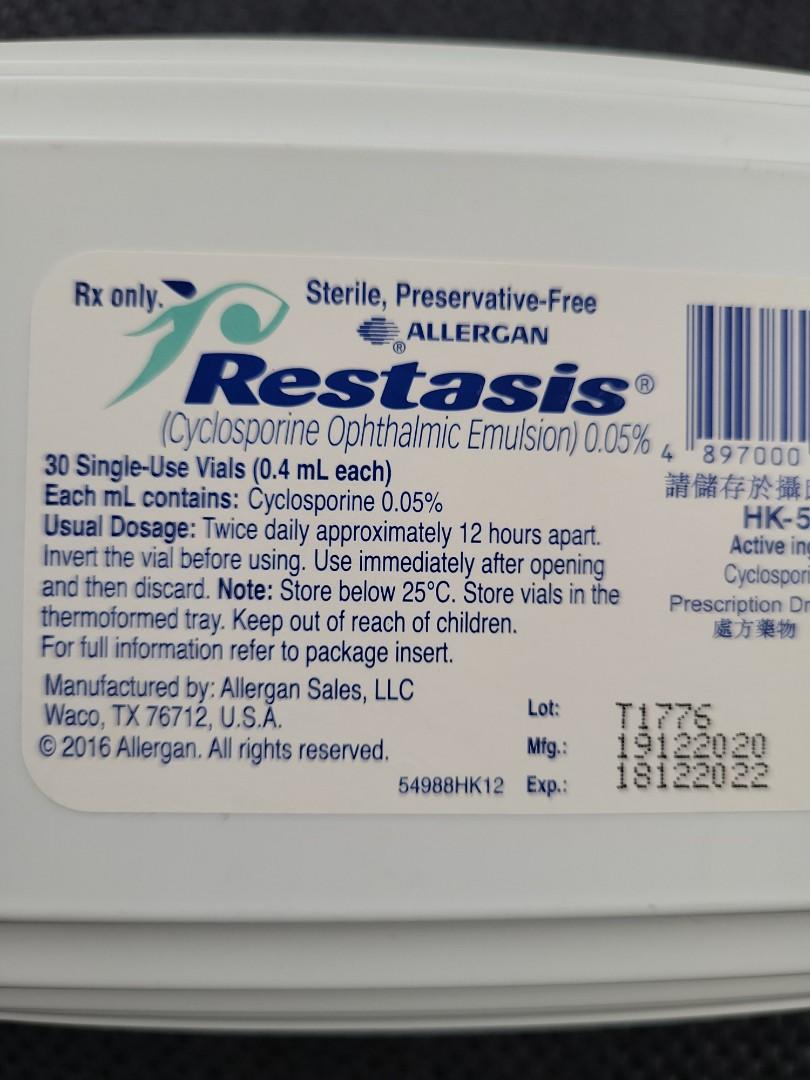 Rx only.
Sterile, Preservative-Free
ALLERGAN
®
Restasis®
(Cyclosporine Ophthalmic Emulsion) 0.05%
30 Single-Use Vials (0.4 mL each)
Each mL contains: Cyclosporine 0.05%
Usual Dosage: Twice daily approximately 12 hours apart.
Invert the vial before using. Use immediately after opening
and then discard. Note: Store below 25°C. Store vials in the
thermoformed tray. Keep out of reach of children.
For full information refer to package insert.
Manufactured by: Allergan Sales, LLC
Waco, TX 76712, U.S.A.
© 2016 Allergan. All rights reserved.
54988HK12
Lot: T1776
Mfg.: 19122020
Exp.: 18122022
4 897000
請儲存於攝
HK-5
Active
Prescription
處方藥物